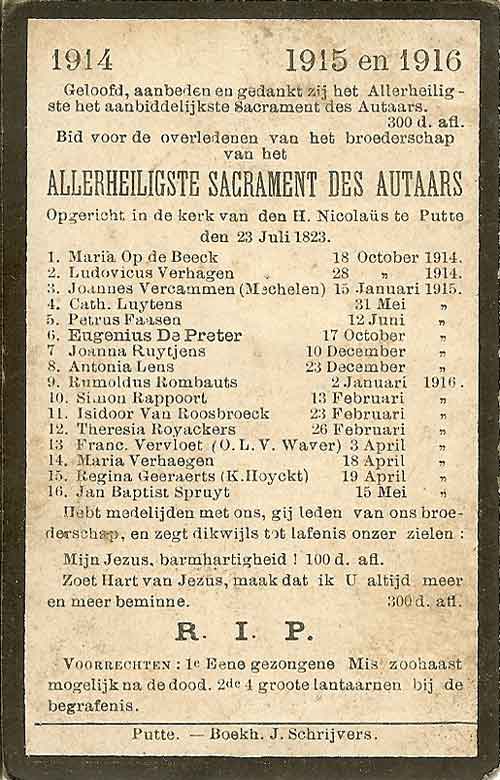 1914 1915 en 1916
Geloofd, aanbeden en gedankt zij het Allerheilig-
ste het aanbiddelijkste Sacrament des Autaars.
300 d. afl.
Bid voor de overledenen van het broederschap
van het
ALLERHEILIGSTE SACRAMENT DES AUTAARS
Opgericht in de kerk van den H. Nicolaüs te Putte
den 23 Juli 1823.
1. Maria Op de Beeck 18 October 1914.
2. Ludovicus Verhagen 28 „ 1914.
3. Joannes Vercammen (Mechelen) 15 Januari 1915.
4. Cath. Luytens 31 Mei „
5. Petrus Faasen 12 Juni „
6. Eugenius De Preter 17 October „
7 Joanna Ruytjens 10 December „
8. Antonia Lens 23 December „
9. Rumoldus Rombauts 2 Januari 1916.
10. Simon Rappoort 13 Februari „
11. Isidoor Van Roosbroeck 23 Februari „
12. Theresia Royackers 26 Februari „
13 Franc. Vervloet (O. L. V. Waver) 3 April „
14. Maria Verhaegen 18 April „
15. Regina Geeraerts (K. Hoyckt) 19 April „
16. Jan Baptist Spruyt 15 Mei „
Hebt medelijden met ons, gij leden van ons broe-
derschap, en zegt dikwijls tot lafenis onzer zielen :
Mijn Jezus, barmhartigheid ! 100 d. afl.
Zoet Hart van Jezus, maak dat ik U altijd meer
en meer beminne. 300 d. afl.
R. I. P.
VOORRECHTEN : 1e Eene gezongene Mis zoohaast
mogelijk na de dood. 2de 4 groote lantaarnen bij de
begrafenis.
Putte. — Boekh. J. Schrijvers.